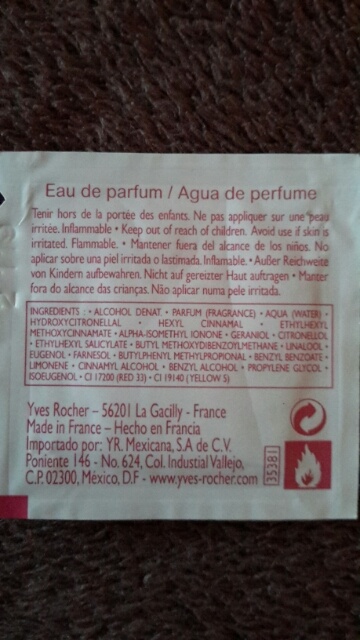 Eau de parfum / Agua de perfume
Tenir hors de la portée des enfants. Ne pas appliquer sur une peau
irritée. Inflammable • Keep out of reach of children. Avoid use if skin is
irritated. Flammable. • Mantener fuera del alcance de los niños. No
aplicar sobre una piel irritada o lastimada. Inflamable. • Außer Reichweite
von Kindern aufbewahren. Nicht auf gereizter Haut auftragen • Manter
fora do alcance das crianças. Não aplicar numa pele irritada.
INGREDIENTS : • ALCOHOL DENAT. • PARFUM (FRAGRANCE) • AQUA (WATER) •
HYDROXYCITRONELLAL • HEXYL CINNAMAL • ETHYLHEXYL
METHOXYCINNAMATE • ALPHA-ISOMETHYL IONONE • GERANIOL • CITRONELLOL
• ETHYLHEXYL SALICYLATE • BUTYL METHOXYDIBENZOYLMETHANE • LINALOOL •
EUGENOL • FARNESOL • BUTYLPHENYL METHYLPROPIONAL • BENZYL BENZOATE •
LIMONENE • CINNAMYL ALCOHOL • BENZYL ALCOHOL • PROPYLENE GLYCOL •
ISOEUGENOL • CI 17200 (RED 33) • CI 19140 (YELLOW 5)
Yves Rocher – 56201 La Gacilly - France
Made in France – Hecho en Francia
Importado por: YR. Mexicana, S.A de C.V.
Poniente 146 - No. 624, Col. Industial Vallejo,
C.P. 02300, México, D.F - www.yves-rocher.com
35381